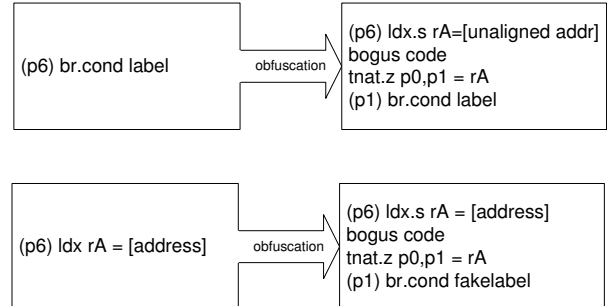 (p6) br.cond label
obfuscation
(p6) ldx.s rA=[unaligned addr]
bogus code
tnat.z p0,p1 = rA
(p1) br.cond label
(p6) ldx rA = [address]
obfuscation
(p6) ldx.s rA = [address]
bogus code
tnat.z p0,p1 = rA
(p1) br.cond fakelabel